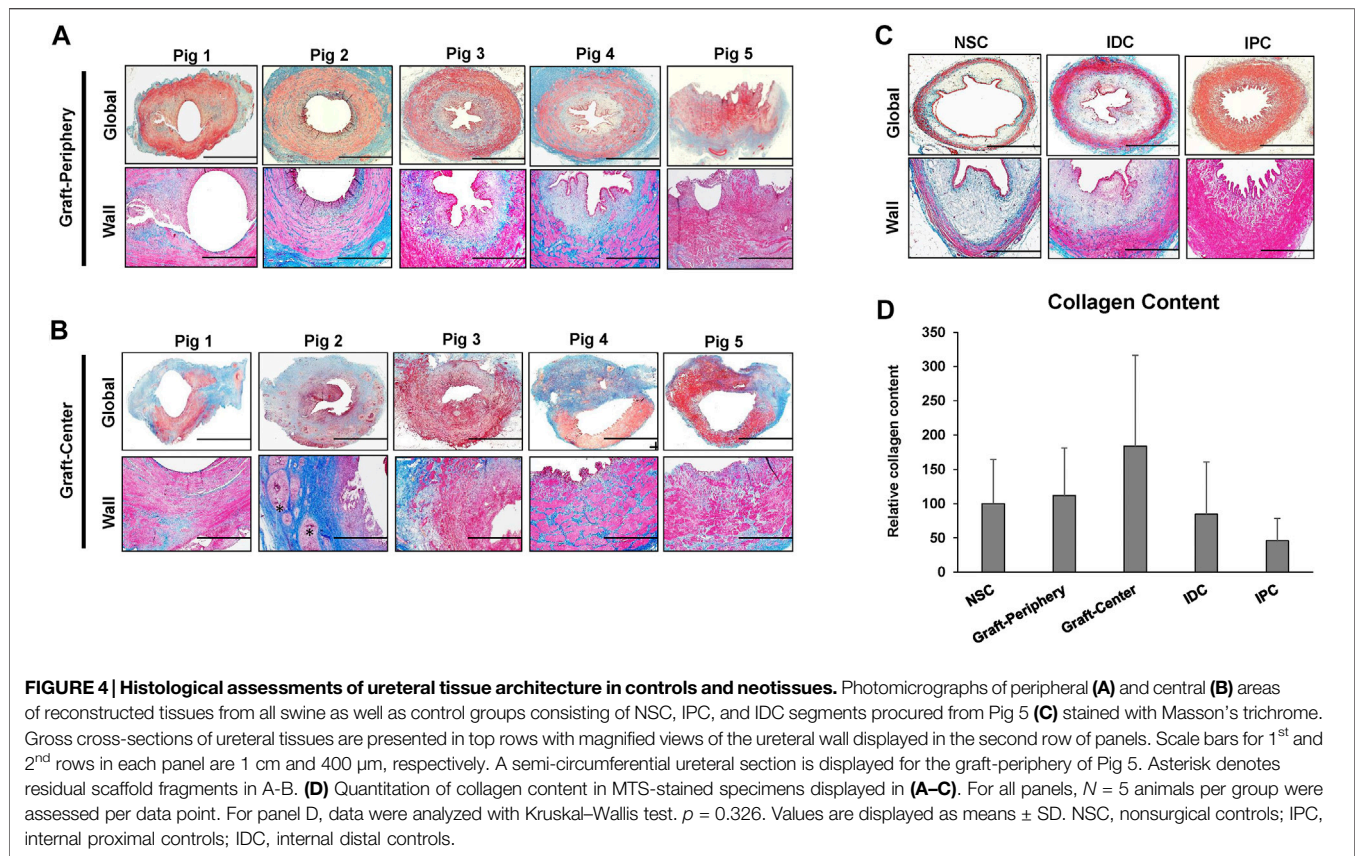 A
Pig 1 Pig 2 Pig 3 Pig 4 Pig 5
Graft-Periphery
Global
Wall
B
Pig 1 Pig 2 Pig 3 Pig 4 Pig 5
Graft-Center
Global
Wall
* *
C
NSC IDC IPC
Global
Wall
D
Collagen Content
Relative collagen content
350
300
250
200
150
100
50
0
NSC Graft-Periphery Graft-Center IDC IPC
FIGURE 4 | Histological assessments of ureteral tissue architecture in controls and neotissues. Photomicrographs of peripheral (A) and central (B) areas
of reconstructed tissues from all swine as well as control groups consisting of NSC, IPC, and IDC segments procured from Pig 5 (C) stained with Masson’s trichrome.
Gross cross-sections of ureteral tissues are presented in top rows with magnified views of the ureteral wall displayed in the second row of panels. Scale bars for 1st and
2nd rows in each panel are 1 cm and 400 µm, respectively. A semi-circumferential ureteral section is displayed for the graft-periphery of Pig 5. Asterisk denotes
residual scaffold fragments in A-B. (D) Quantitation of collagen content in MTS-stained specimens displayed in (A–C). For all panels, N = 5 animals per group were
assessed per data point. For panel D, data were analyzed with Kruskal–Wallis test. p = 0.326. Values are displayed as means ± SD. NSC, nonsurgical controls; IPC,
internal proximal controls; IDC, internal distal controls.